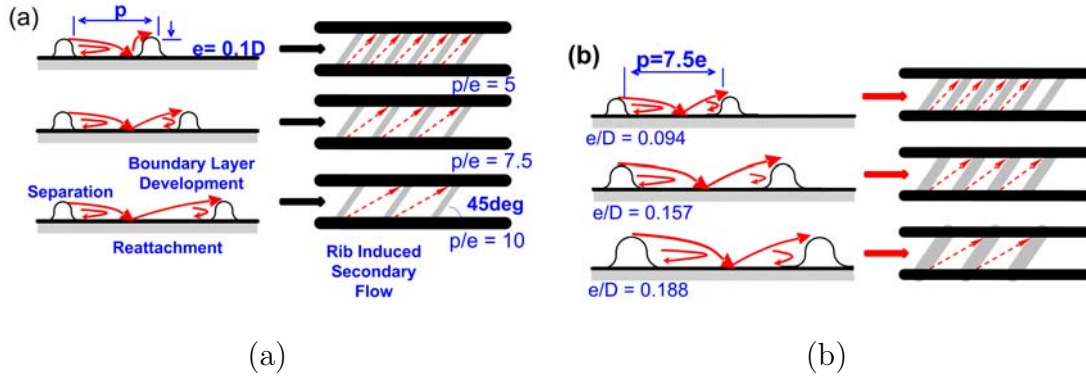 (a)
p
e= 0.1D
p/e = 5
p/e = 7.5
Boundary Layer
Development
Separation
Reattachment
45deg
p/e = 10
Rib Induced
Secondary
Flow
(b)
p=7.5e
e/D = 0.094
e/D = 0.157
e/D = 0.188
(a)
(b)